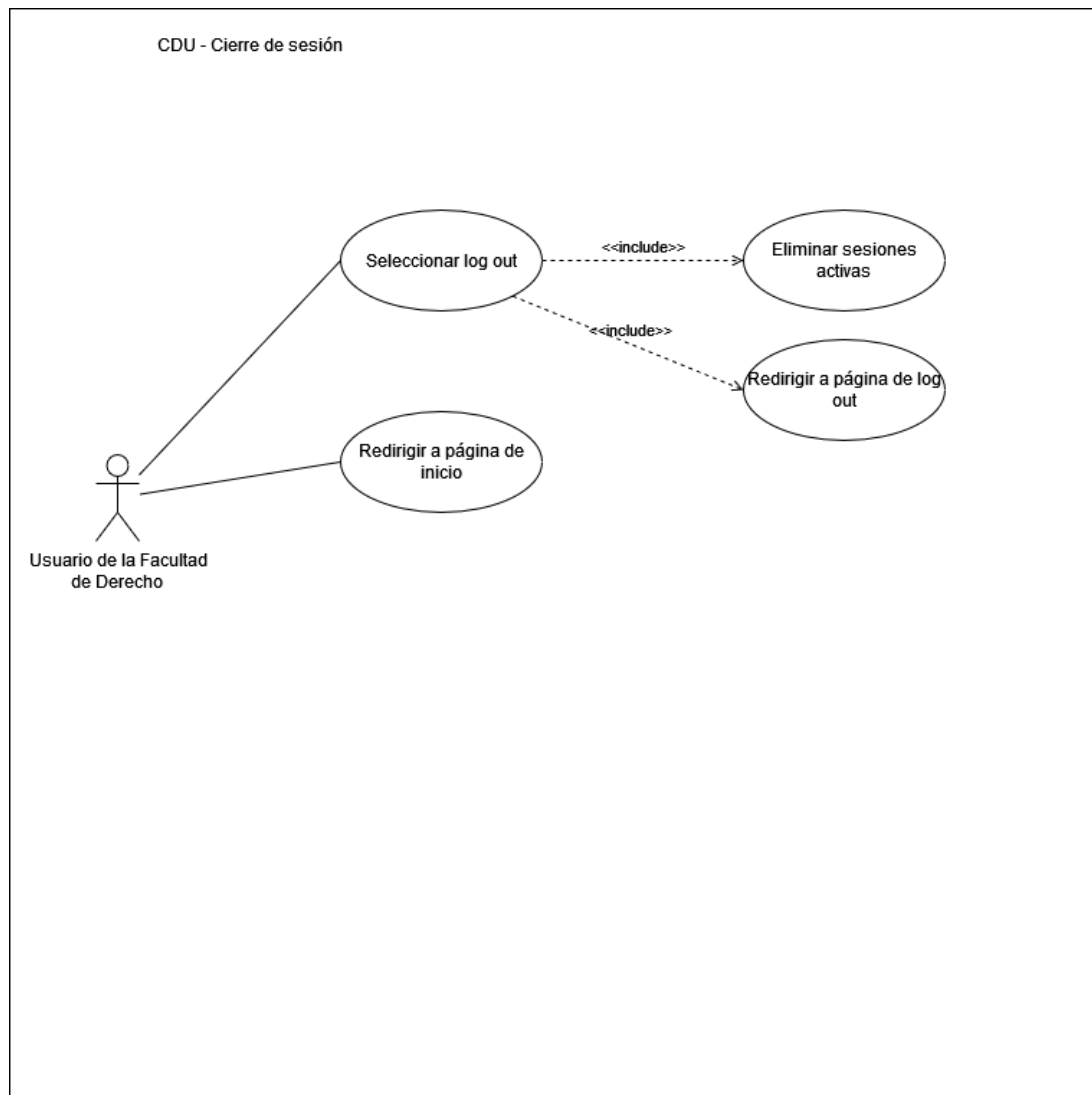 CDU - Cierre de sesión
Seleccionar log out
<<include>>
Eliminar sesiones
activas
<<include>>
Redirigir a página de log
out
Redirigir a página de
inicio
Usuario de la Facultad
de Derecho